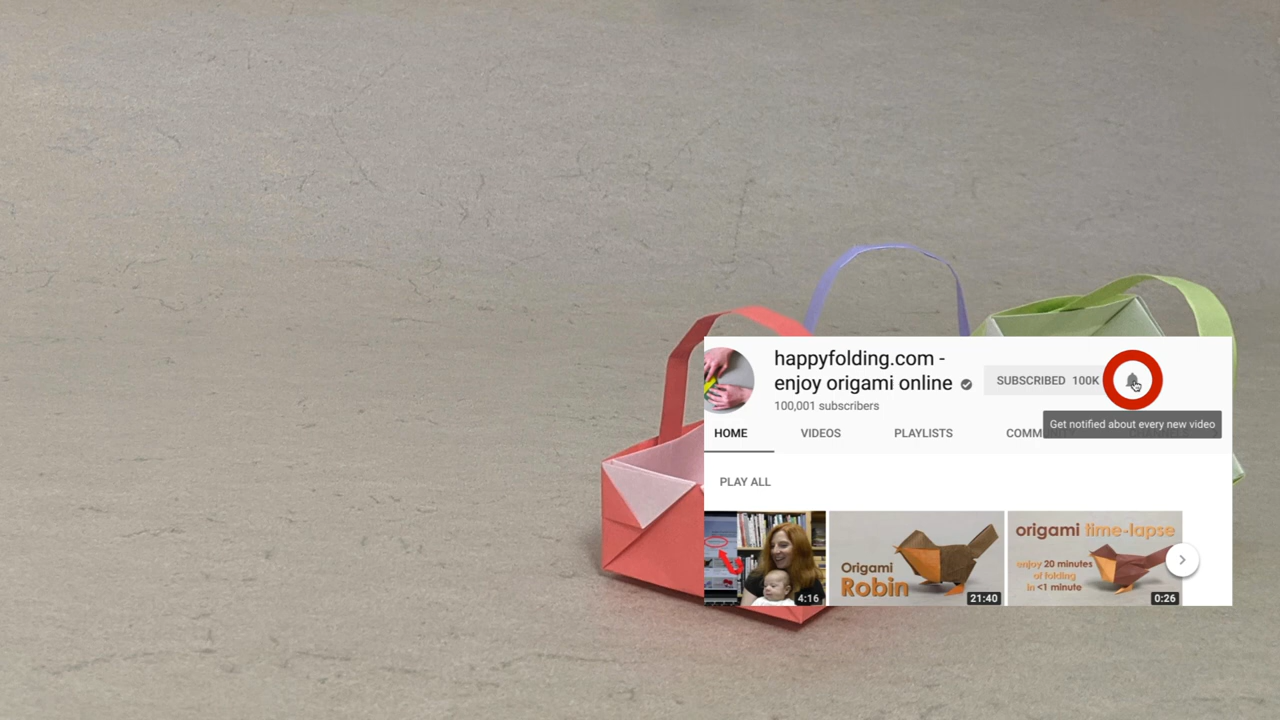 happyfolding.com -
enjoy origami online
100,001 subscribers
SUBSCRIBED 100K
Get notified about every new video
HOME VIDEOS PLAYLISTS
PLAY ALL
4:16
Origami
Robin
21:40
origami time-lapse
enjoy 20 minutes
of folding
in <1 minute
0:26